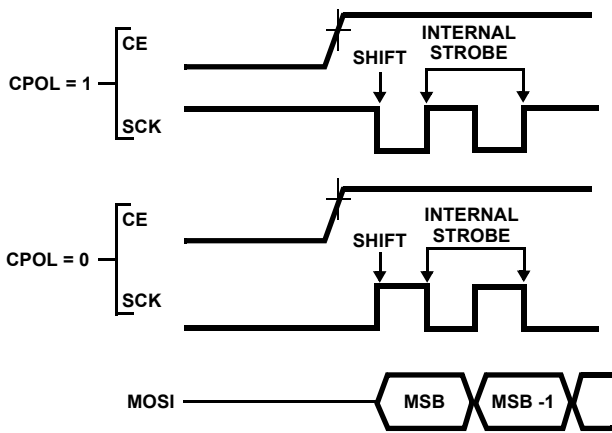 CE
INTERNAL
STROBE
SHIFT
CPOL = 1
SCK
CE
INTERNAL
STROBE
SHIFT
CPOL = 0
SCK
MOSI
MSB
MSB -1